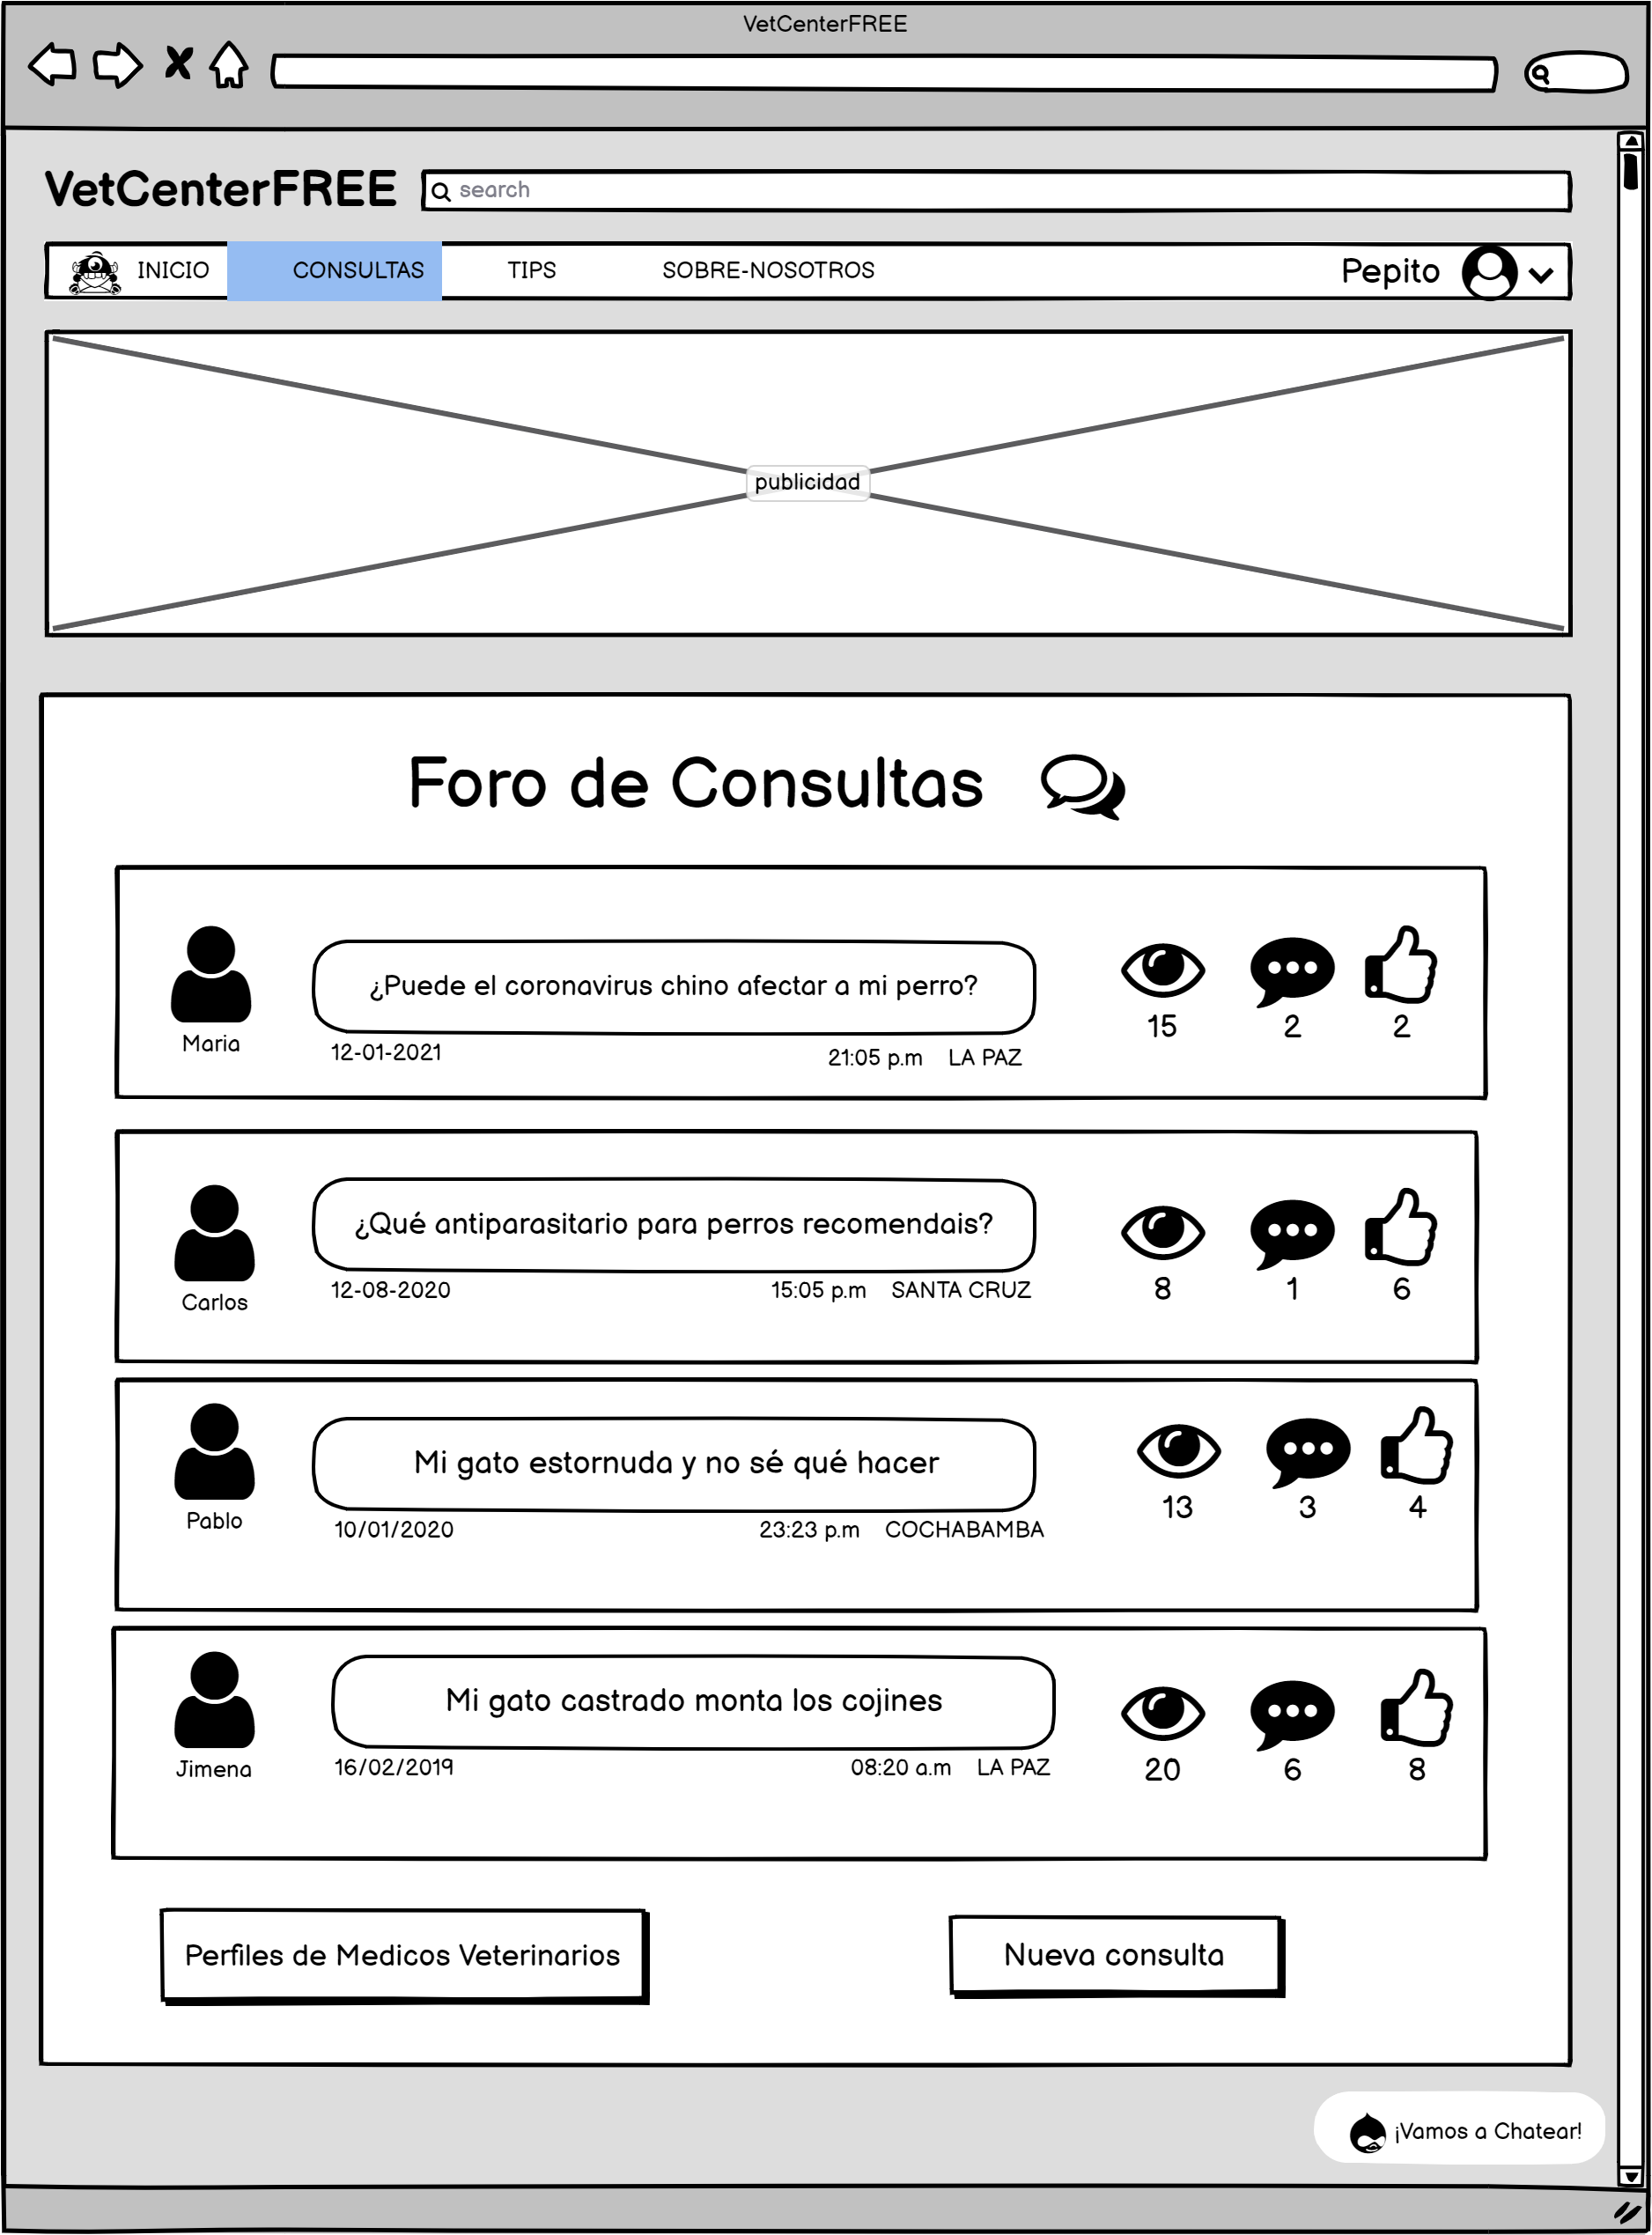 VetCenterFREE
VetCenterFREE
search
INICIO CONSULTAS TIPS SOBRE-NOSOTROS Pepito
publicidad
Foro de Consultas
¿Puede el coronavirus chino afectar a mi perro?
15 2 2
Maria
12-01-2021 21:05 p.m LA PAZ
¿Qué antiparasitario para perros recomendais?
8 1 6
Carlos
12-08-2020 15:05 p.m SANTA CRUZ
Mi gato estornuda y no sé qué hacer
13 3 4
Pablo
10/01/2020 23:23 p.m COCHABAMBA
Mi gato castrado monta los cojines
Jimena
16/02/2019 08:20 a.m LA PAZ
20 6 8
Perfiles de Medicos Veterinarios
Nueva consulta
¡Vamos a Chatear!